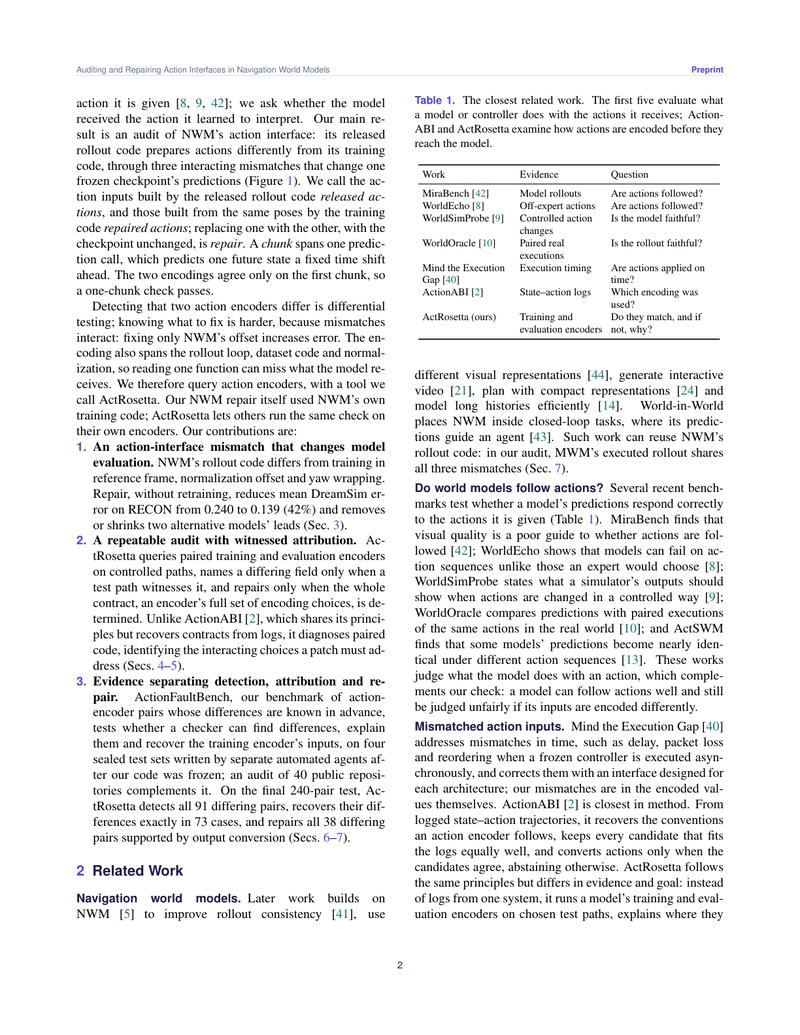 Auditing and Repairing Action Interfaces in Navigation World Models
Preprint
action it is given [8, 9, 42]; we ask whether the model
received the action it learned to interpret. Our main re-
sult is an audit of NWM's action interface: its released
rollout code prepares actions differently from its training
code, through three interacting mismatches that change one
frozen checkpoint's predictions (Figure 1). We call the ac-
tion inputs built by the released rollout code released ac-
tions, and those built from the same poses by the training
code repaired actions; replacing one with the other, with the
checkpoint unchanged, is repair. A chunk spans one predic-
tion call, which predicts one future state a fixed time shift
ahead. The two encodings agree only on the first chunk, so
a one-chunk check passes.
Detecting that two action encoders differ is differential
testing; knowing what to fix is harder, because mismatches
interact: fixing only NWM's offset increases error. The en-
coding also spans the rollout loop, dataset code and normal-
ization, so reading one function can miss what the model re-
ceives. We therefore query action encoders, with a tool we
call ActRosetta. Our NWM repair itself used NWM's own
training code; ActRosetta lets others run the same check on
their own encoders. Our contributions are:
1. An action-interface mismatch that changes model
evaluation. NWM's rollout code differs from training in
reference frame, normalization offset and yaw wrapping.
Repair, without retraining, reduces mean DreamSim er-
ror on RECON from 0.240 to 0.139 (42%) and removes
or shrinks two alternative models' leads (Sec. 3).
2. A repeatable audit with witnessed attribution. Ac-
tRosetta queries paired training and evaluation encoders
on controlled paths, names a differing field only when a
test path witnesses it, and repairs only when the whole
contract, an encoder's full set of encoding choices, is de-
termined. Unlike ActionABI [2], which shares its princi-
ples but recovers contracts from logs, it diagnoses paired
code, identifying the interacting choices a patch must ad-
dress (Secs. 4–5).
3. Evidence separating detection, attribution and re-
pair. ActionFaultBench, our benchmark of action-
encoder pairs whose differences are known in advance,
tests whether a checker can find differences, explain
them and recover the training encoder's inputs, on four
sealed test sets written by separate automated agents af-
ter our code was frozen; an audit of 40 public reposi-
tories complements it. On the final 240-pair test, Ac-
tRosetta detects all 91 differing pairs, recovers their dif-
ferences exactly in 73 cases, and repairs all 38 differing
pairs supported by output conversion (Secs. 6–7).
2 Related Work
Navigation world models. Later work builds on
NWM [5] to improve rollout consistency [41], use
Table 1. The closest related work. The first five evaluate what
a model or controller does with the actions it receives; Action-
ABI and ActRosetta examine how actions are encoded before they
reach the model.
Work Evidence Question
MiraBench [42] Model rollouts Are actions followed?
WorldEcho [8] Off-expert actions Are actions followed?
WorldSimProbe [9] Controlled action Is the model faithful?
changes
WorldOracle [10] Paired real Is the rollout faithful?
executions
Mind the Execution Execution timing Are actions applied on
Gap [40] time?
ActionABI [2] State–action logs Which encoding was
used?
ActRosetta (ours) Training and Do they match, and if
evaluation encoders not, why?
different visual representations [44], generate interactive
video [21], plan with compact representations [24] and
model long histories efficiently [14]. World-in-World
places NWM inside closed-loop tasks, where its predic-
tions guide an agent [43]. Such work can reuse NWM's
rollout code: in our audit, MWM's executed rollout shares
all three mismatches (Sec. 7).
Do world models follow actions? Several recent bench-
marks test whether a model's predictions respond correctly
to the actions it is given (Table 1). MiraBench finds that
visual quality is a poor guide to whether actions are fol-
lowed [42]; WorldEcho shows that models can fail on ac-
tion sequences unlike those an expert would choose [8];
WorldSimProbe states what a simulator's outputs should
show when actions are changed in a controlled way [9];
WorldOracle compares predictions with paired executions
of the same actions in the real world [10]; and ActSWM
finds that some models' predictions become nearly iden-
tical under different action sequences [13]. These works
judge what the model does with an action, which comple-
ments our check: a model can follow actions well and still
be judged unfairly if its inputs are encoded differently.
Mismatched action inputs. Mind the Execution Gap [40]
addresses mismatches in time, such as delay, packet loss
and reordering when a frozen controller is executed asyn-
chronously, and corrects them with an interface designed for
each architecture; our mismatches are in the encoded val-
ues themselves. ActionABI [2] is closest in method. From
logged state–action trajectories, it recovers the conventions
an action encoder follows, keeps every candidate that fits
the logs equally well, and converts actions only when the
candidates agree, abstaining otherwise. ActRosetta follows
the same principles but differs in evidence and goal: instead
of logs from one system, it runs a model's training and eval-
uation encoders on chosen test paths, explains where they
2